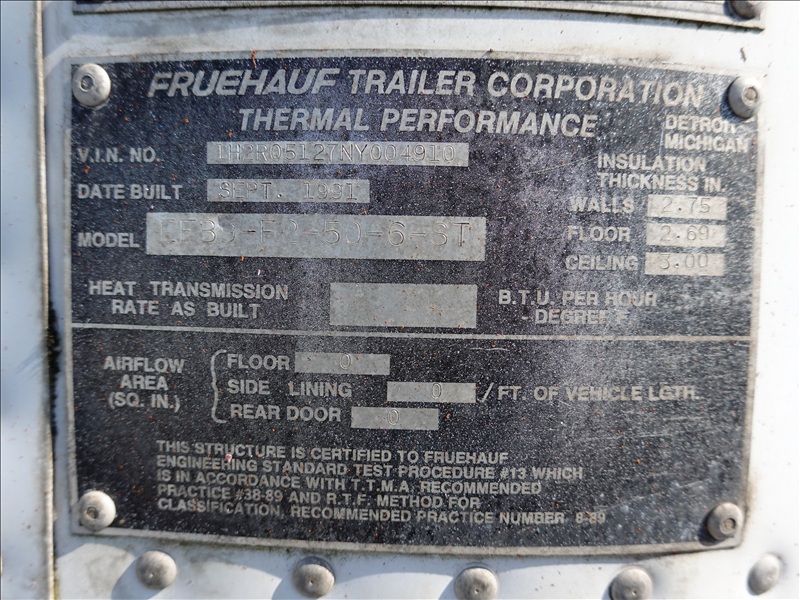 FRUEHAUF TRAILER CORPORATION
THERMAL PERFORMANCE
DETROIT
MICHIGAN
V.I.N. NO.
DATE BUILT SEPT. 1991
MODEL
INSULATION
THICKNESS IN.
WALLS 2.75
FLOOR 2.69
CEILING 3.00
HEAT TRANSMISSION
RATE AS BUILT
B.T.U. PER HOUR
DEGREE F
AIRFLOW
AREA
(SQ. IN.)
FLOOR 0
SIDE LINING 0 / FT. OF VEHICLE LGTH.
REAR DOOR 0
THIS STRUCTURE IS CERTIFIED TO FRUEHAUF
ENGINEERING STANDARD TEST PROCEDURE #13 WHICH
IS IN ACCORDANCE WITH T.T.M.A. RECOMMENDED
PRACTICE #38-89 AND R.T.F. METHOD FOR
CLASSIFICATION, RECOMMENDED PRACTICE NUMBER 8-89